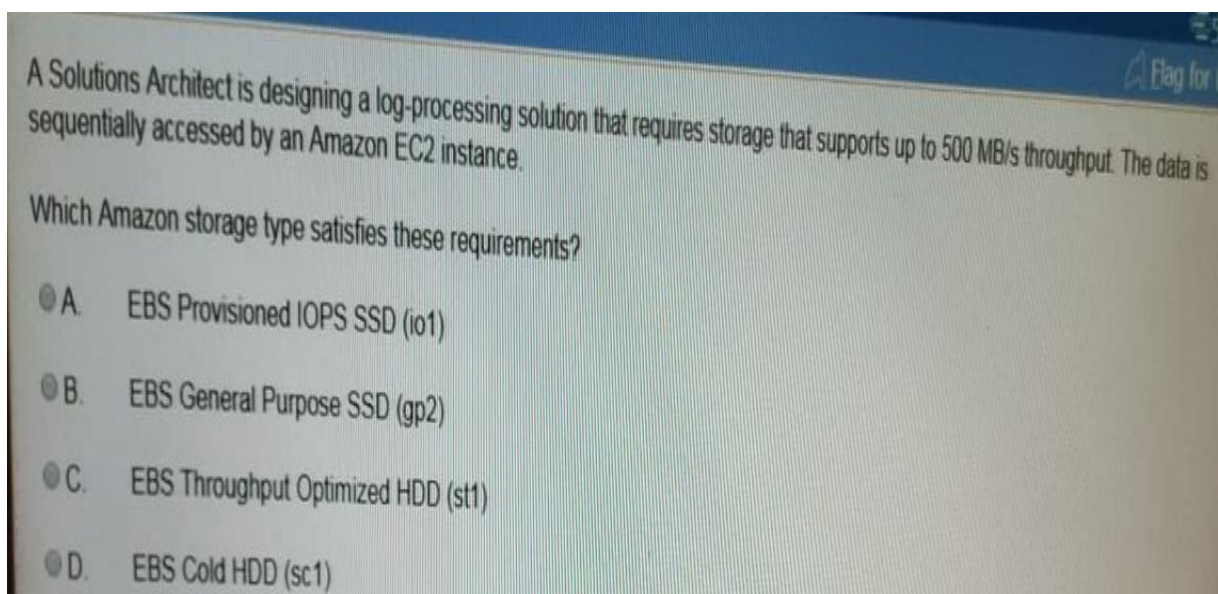 Flag for
A Solutions Architect is designing a log-processing solution that requires storage that supports up to 500 MB/s throughput. The data is
sequentially accessed by an Amazon EC2 instance.
Which Amazon storage type satisfies these requirements?
A. EBS Provisioned IOPS SSD (io1)
B. EBS General Purpose SSD (gp2)
C. EBS Throughput Optimized HDD (st1)
D. EBS Cold HDD (sc1)